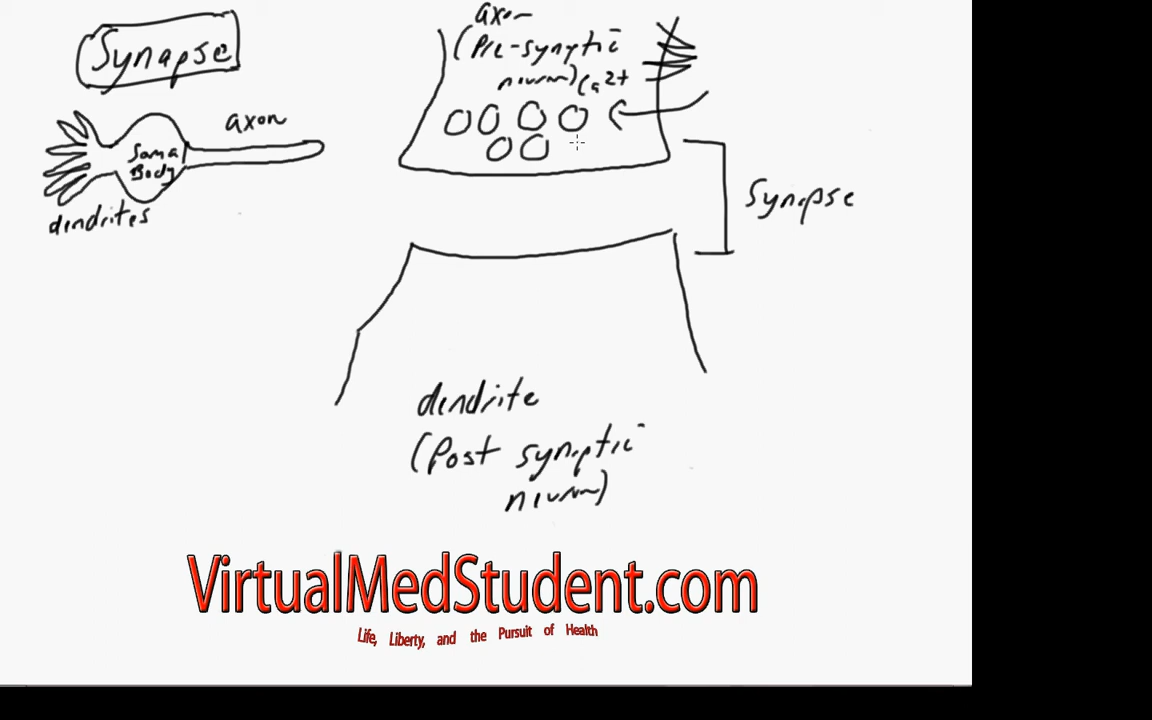 Synapse
axon
Soma
Body
dendrites
axon
(Pre-synptic
neuron)
Ca2+
Synapse
dendrite
(Post synaptic
neuron)
VirtualMedStudent.com
Life, Liberty, and the Pursuit of Health